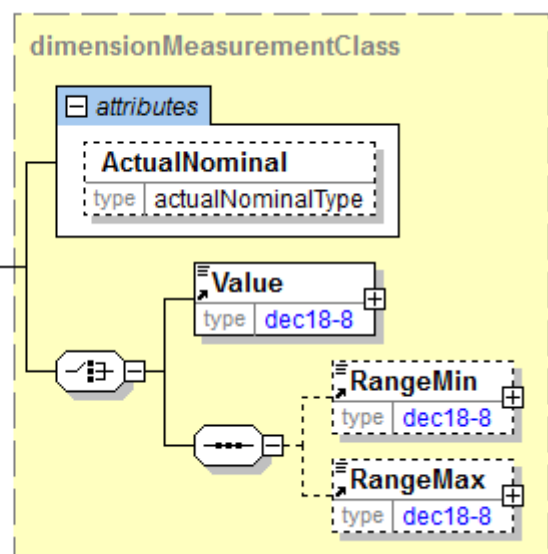 dimensionMeasurementClass
attributes
ActualNominal
type actualNominalType
Value
type dec18-8
RangeMin
type dec18-8
RangeMax
type dec18-8